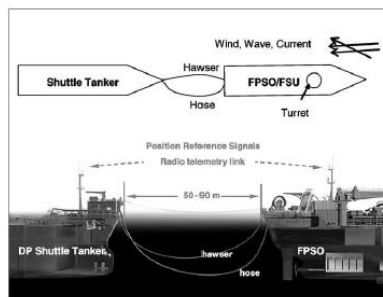 Wind, Wave, Current
Hawser
Shuttle Tanker
FPSO/FSU
Hose
Turret
Position Reference Signals
Radio telemetry link
50-90 m
DP Shuttle Tanker
hawser
FPSO
hose